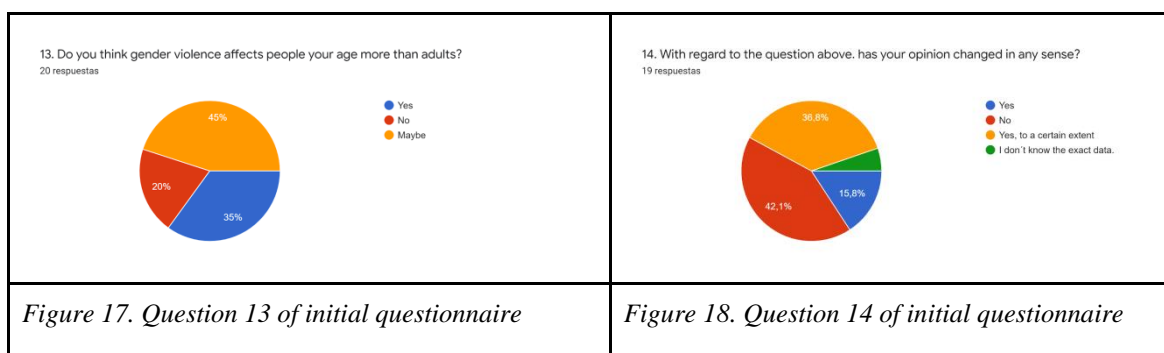 13. Do you think gender violence affects people your age more than adults?
20 respuestas
45%
20%
35%
Yes
No
Maybe
Figure 17. Question 13 of initial questionnaire
14. With regard to the question above. has your opinion changed in any sense?
19 respuestas
36,8%
42,1%
15,8%
Yes
No
Yes, to a certain extent
I don´t know the exact data.
Figure 18. Question 14 of initial questionnaire